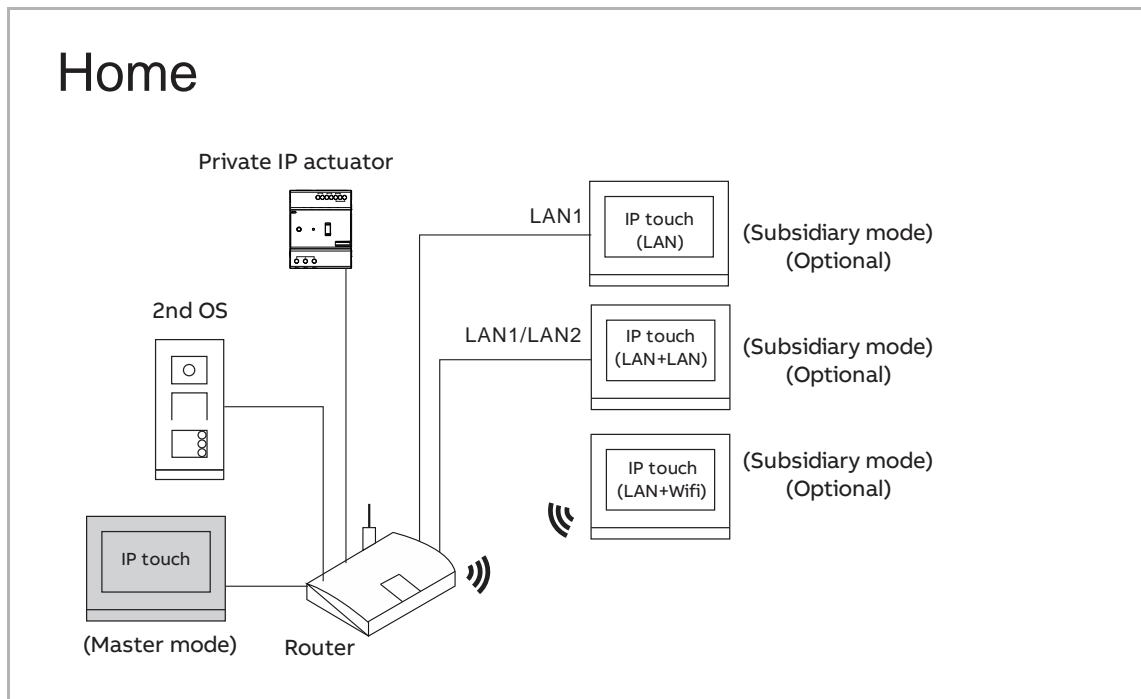 Home
Private IP actuator
LAN1
IP touch
(LAN)
(Subsidiary mode)
(Optional)
2nd OS
LAN1/LAN2
IP touch
(LAN+LAN)
(Subsidiary mode)
(Optional)
IP touch
(LAN+Wifi)
(Subsidiary mode)
(Optional)
IP touch
(Master mode)
Router